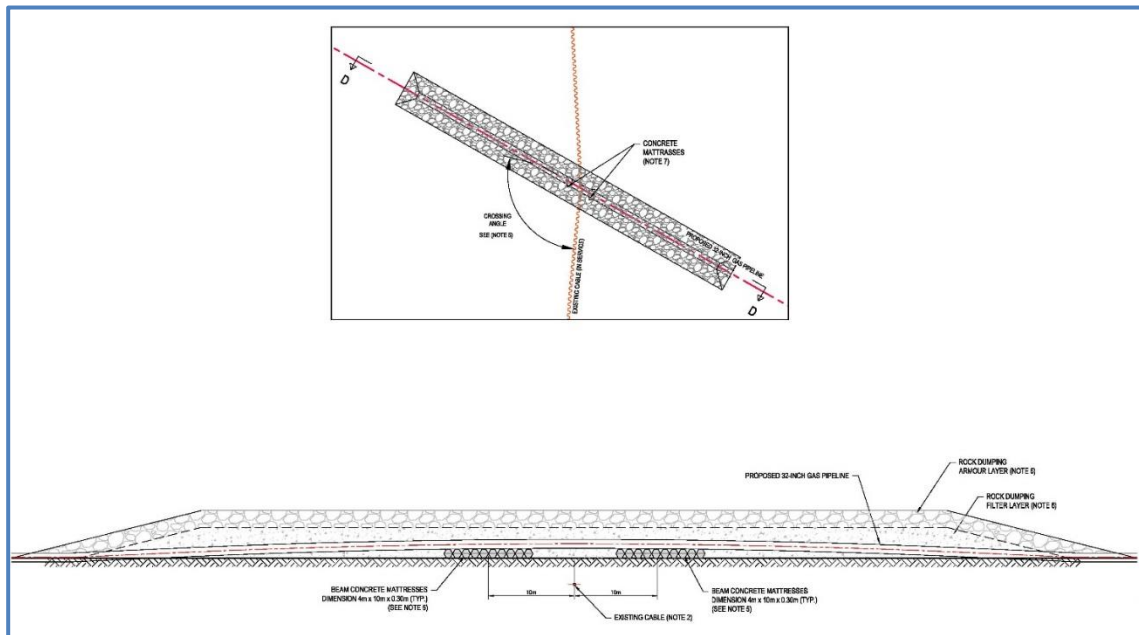 D
CONCRETE
MATTRASSES
(NOTE 7)
CROSSING
ANGLE
SEE (NOTE 6)
EXISTING CABLE (IN SERVICE)
PROPOSED 32-INCH GAS PIPELINE
D
ROCK DUMPING
ARMOUR LAYER (NOTE 6)
PROPOSED 32-INCH GAS PIPELINE
ROCK DUMPING
FILTER LAYER (NOTE 6)
BEAM CONCRETE MATTRESSES
DIMENSION 4m x 10m x 0.30m (TYP.)
(SEE NOTE 5)
10m
10m
BEAM CONCRETE MATTRESSES
DIMENSION 4m x 10m x 0.30m (TYP.)
(SEE NOTE 5)
EXISTING CABLE (NOTE 2)